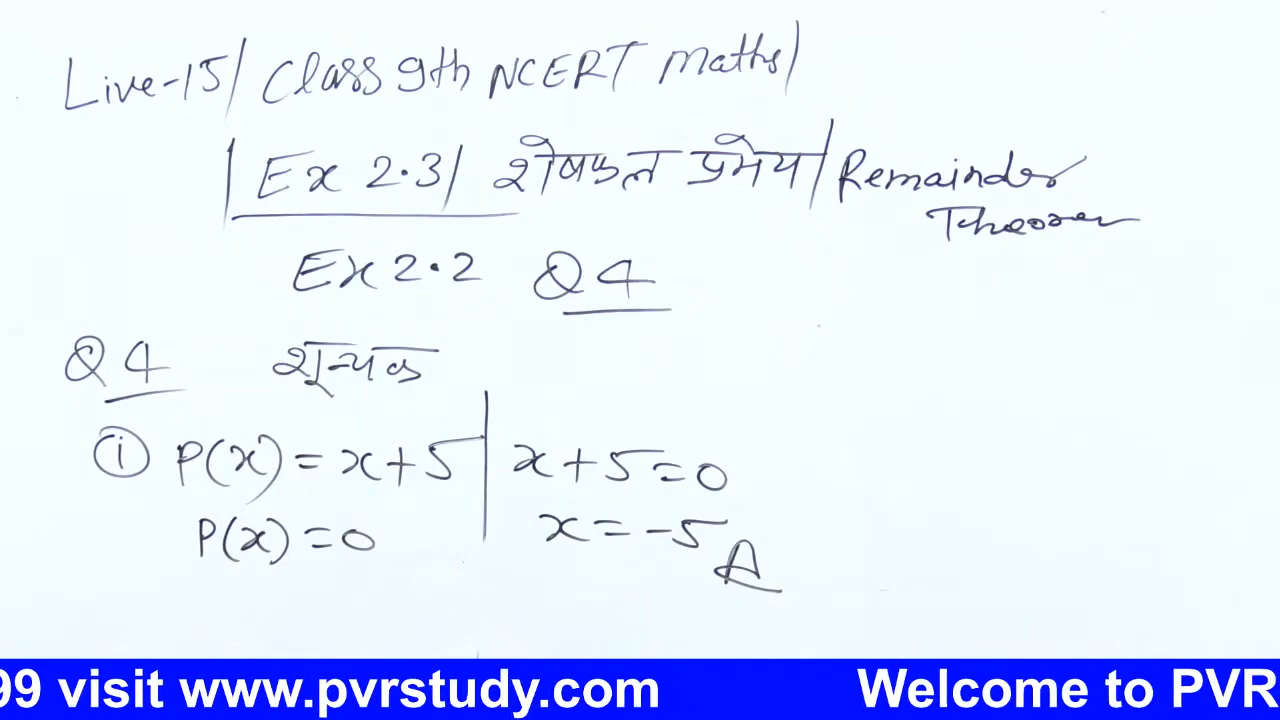 Live-15/ Class 9th NCERT Maths/
| Ex 2.3/ शेषफल प्रमेय/ Remainder
Theorem
Ex 2.2 Q4
Q4 शून्यक
(i) P(x) = x+5 | x+5=0
P(x) = 0 x = -5 A
99 visit www.pvrstudy.com Welcome to PVR